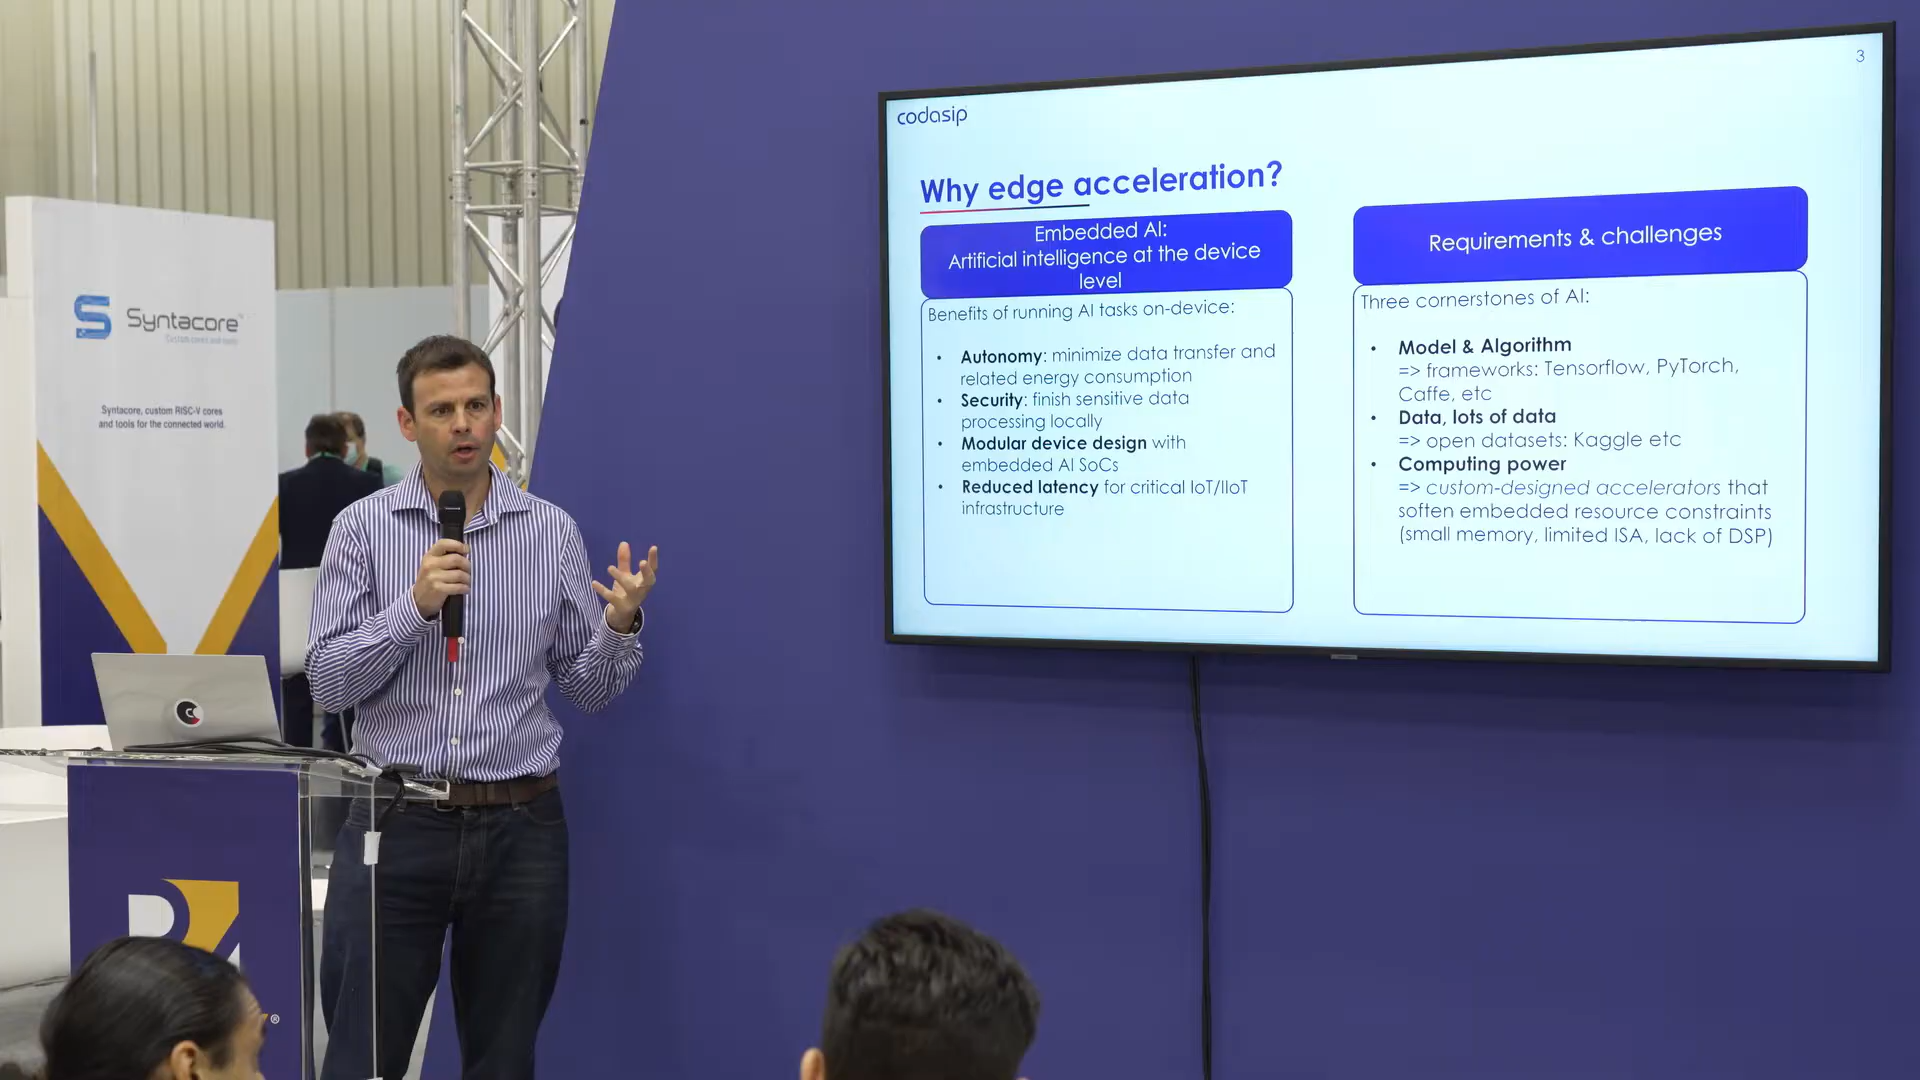 3
codasip
Why edge acceleration?
Embedded AI:
Artificial intelligence at the device
level
Benefits of running AI tasks on-device:
• Autonomy: minimize data transfer and
related energy consumption
• Security: finish sensitive data
processing locally
• Modular device design with
embedded AI SoCs
• Reduced latency for critical IoT/IIoT
infrastructure
Requirements & challenges
Three cornerstones of AI:
• Model & Algorithm
=> frameworks: Tensorflow, PyTorch,
Caffe, etc
• Data, lots of data
=> open datasets: Kaggle etc
• Computing power
=> custom-designed accelerators that
soften embedded resource constraints
(small memory, limited ISA, lack of DSP)
Syntacore™
Custom cores and tools
Syntacore, custom RISC-V cores
and tools for the connected world.
®